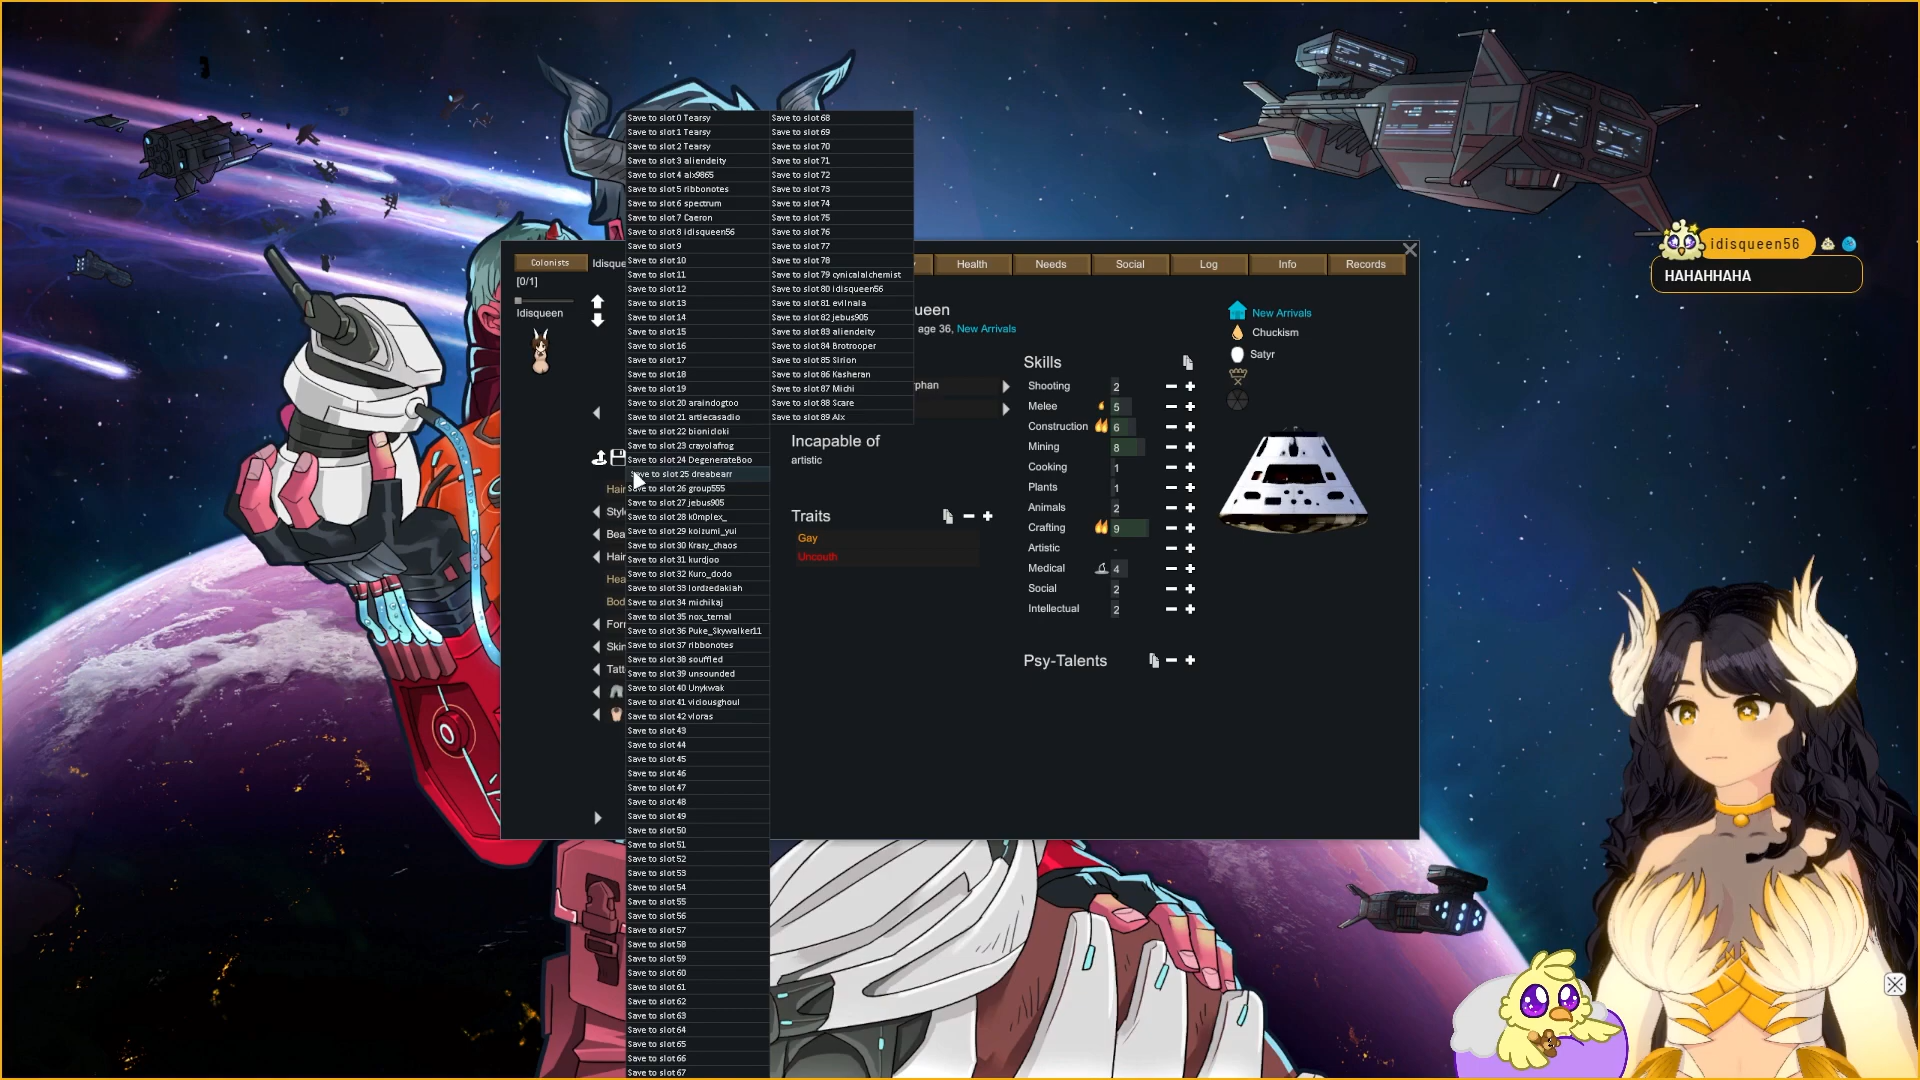 Save to slot 0 Tearsy
Save to slot 1 Tearsy
Save to slot 2 Tearsy
Save to slot 3 aliendeity
Save to slot 4 alx9865
Save to slot 5 ribbonotes
Save to slot 6 spectrum
Save to slot 7 Caeron
Save to slot 8 idisqueen56
Save to slot 9
Save to slot 10
Save to slot 11
Save to slot 12
Save to slot 13
Save to slot 14
Save to slot 15
Save to slot 16
Save to slot 17
Save to slot 18
Save to slot 19
Save to slot 20 araindogtoo
Save to slot 21 artiecasadio
Save to slot 22 bionicloki
Save to slot 23 crayolafrog
Save to slot 24 DegenerateBoo
Save to slot 25 dreabearr
Save to slot 26 group555
Save to slot 27 jebus905
Save to slot 28 k0mplex_
Save to slot 29 koizumi_yui
Save to slot 30 Krazy_chaos
Save to slot 31 kurdjoo
Save to slot 32 Kuro_dodo
Save to slot 33 lordzedakiah
Save to slot 34 michikaj
Save to slot 35 nox_ternal
Save to slot 36 Puke_Skywalker11
Save to slot 37 ribbonotes
Save to slot 38 souffled
Save to slot 39 unsounded
Save to slot 40 Unykwak
Save to slot 41 viciousghoul
Save to slot 42 vloras
Save to slot 43
Save to slot 44
Save to slot 45
Save to slot 46
Save to slot 47
Save to slot 48
Save to slot 49
Save to slot 50
Save to slot 51
Save to slot 52
Save to slot 53
Save to slot 54
Save to slot 55
Save to slot 56
Save to slot 57
Save to slot 58
Save to slot 59
Save to slot 60
Save to slot 61
Save to slot 62
Save to slot 63
Save to slot 64
Save to slot 65
Save to slot 66
Save to slot 67
Save to slot 68
Save to slot 69
Save to slot 70
Save to slot 71
Save to slot 72
Save to slot 73
Save to slot 74
Save to slot 75
Save to slot 76
Save to slot 77
Save to slot 78
Save to slot 79 cynicalalchemist
Save to slot 80 idisqueen56
Save to slot 81 evilnala
Save to slot 82 jebus905
Save to slot 83 aliendeity
Save to slot 84 Brotrooper
Save to slot 85 Sirion
Save to slot 86 Kasheran
Save to slot 87 Michi
Save to slot 88 Scare
Save to slot 89 Alx
Colonists
Idisque
[0/1]
Idisqueen
Hair
Style
Bea
Hair
Hea
Bod
For
Skin
Tatt
Health
Needs
Social
Log
Info
Records
ueen
age 36, New Arrivals
phan
Incapable of
artistic
Traits
Gay
Uncouth
Skills
Shooting 2
Melee 5
Construction 6
Mining 8
Cooking 1
Plants 1
Animals 2
Crafting 9
Artistic -
Medical 4
Social 2
Intellectual 2
Psy-Talents
New Arrivals
Chuckism
Satyr
idisqueen56
HAHAHHAHA